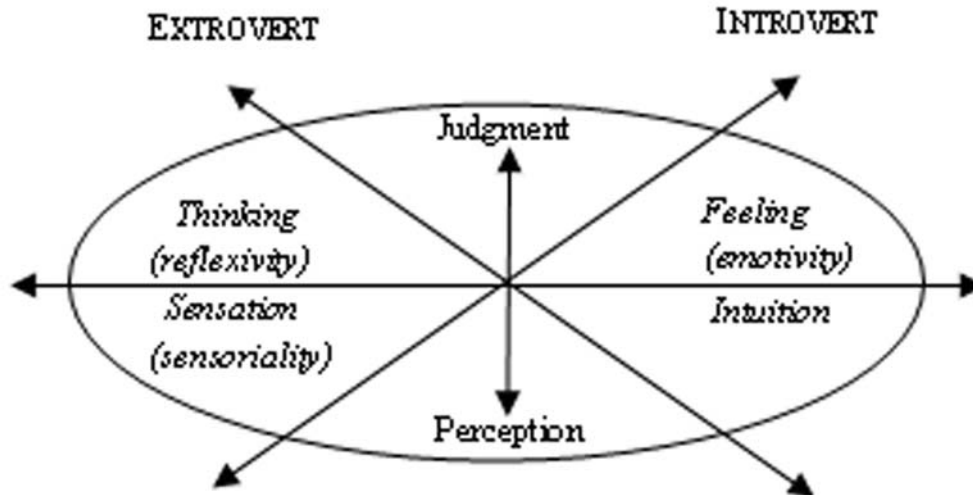 EXTROVERT
INTROVERT
Judgment
Thinking
(reflexivity)
Feeling
(emotivity)
Sensation
(sensoriality)
Intuition
Perception